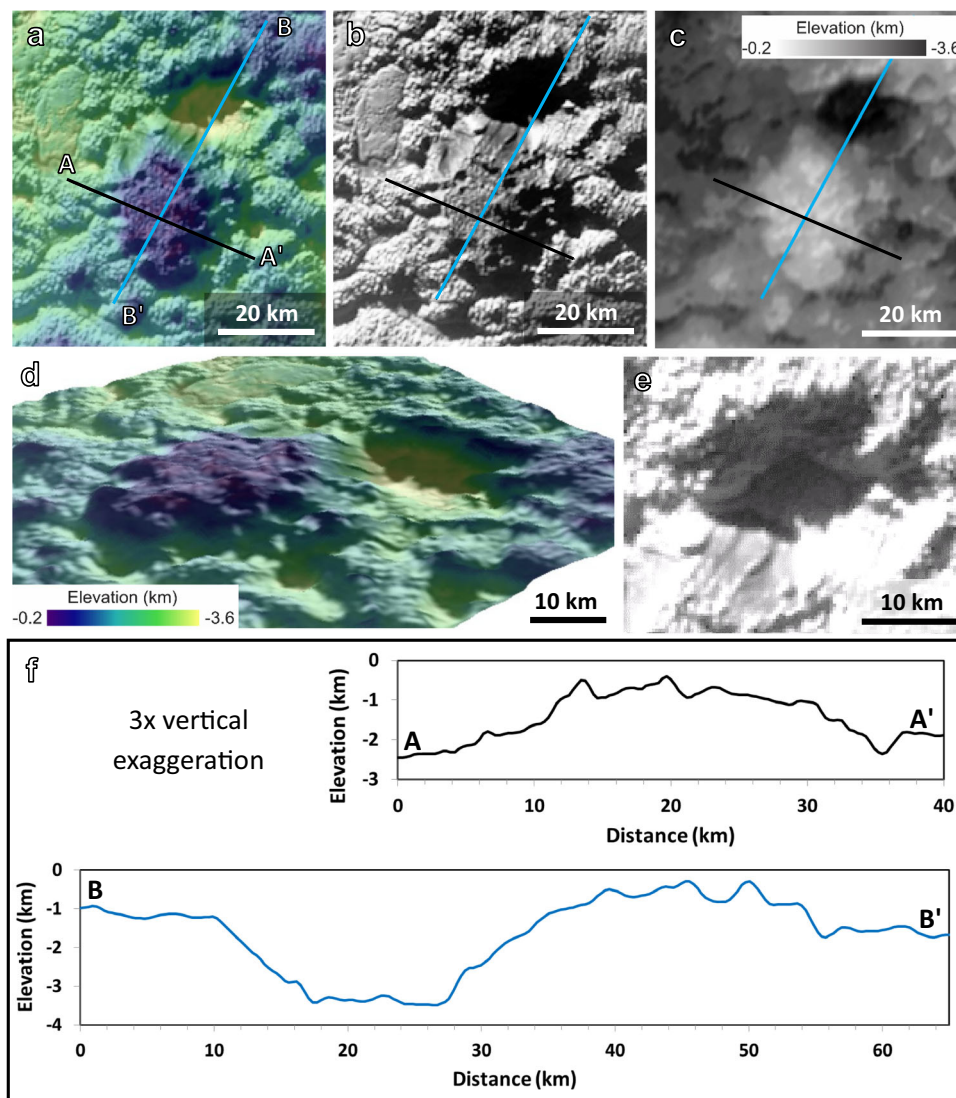 a
B
A
A'
B'
20 km
b
20 km
c
Elevation (km)
-0.2
-3.6
20 km
d
Elevation (km)
-0.2
-3.6
10 km
e
10 km
f
3x vertical
exaggeration
Elevation (km)
0
-1
-2
-3
A
A'
0
10
20
30
40
Distance (km)
Elevation (km)
0
-1
-2
-3
-4
B
B'
0
10
20
30
40
50
60
Distance (km)